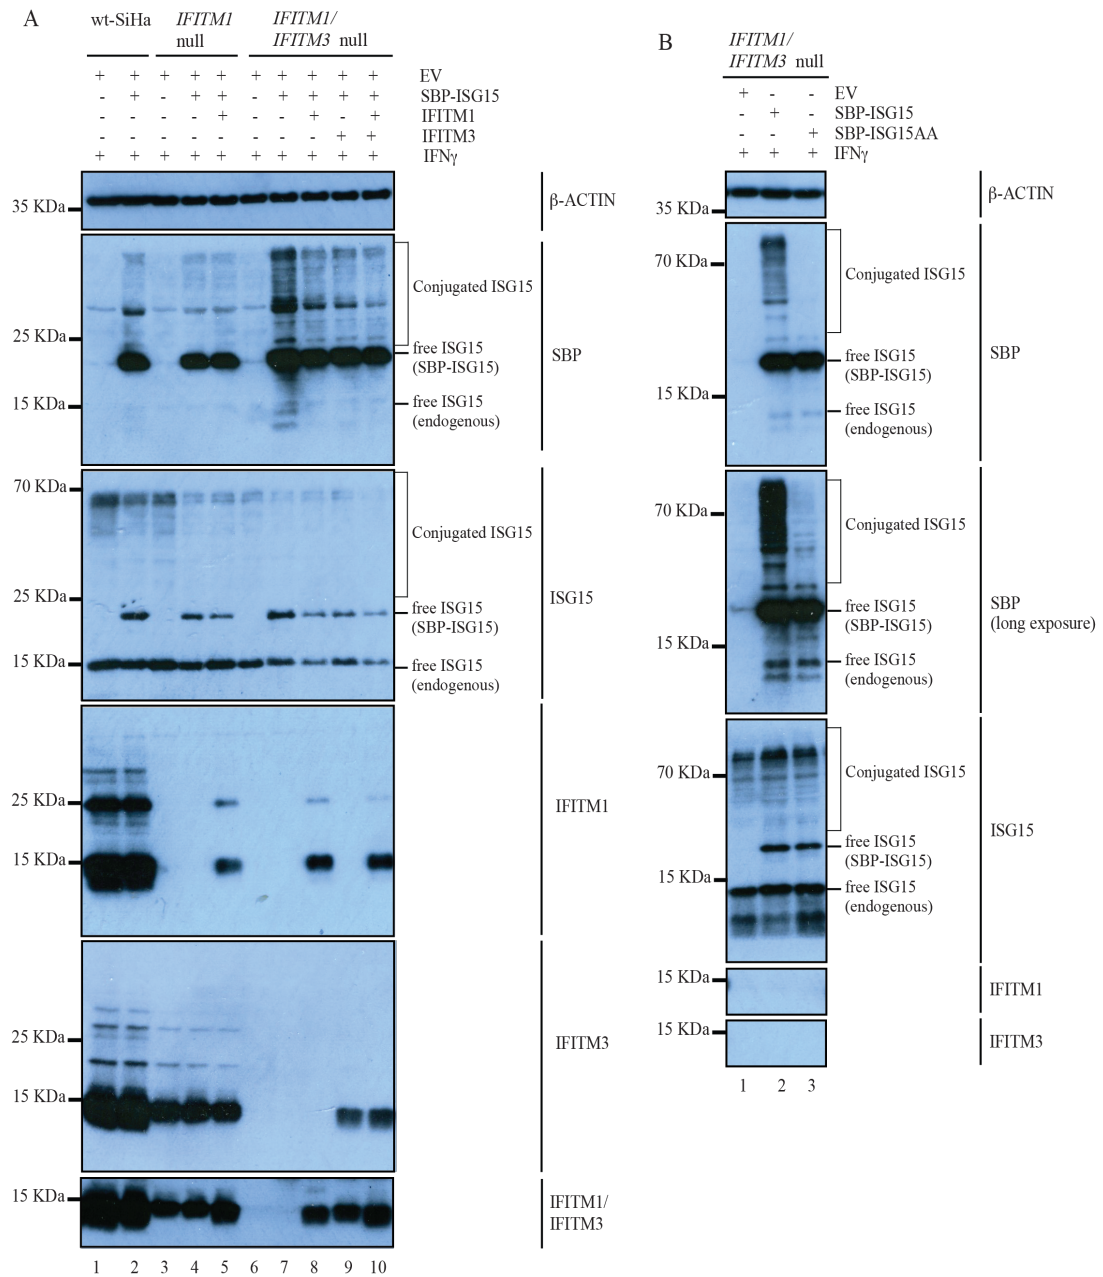 A
wt-SiHa
IFITM1
null
IFITM1/
IFITM3 null
+ + + + + + + + + + EV
- + - + + - + + + + SBP-ISG15
- - - - + - - + - + IFITM1
- - - - - - - - + + IFITM3
+ + + + + + + + + + IFNγ
35 KDa
β-ACTIN
Conjugated ISG15
25 KDa
free ISG15
(SBP-ISG15)
SBP
15 KDa
free ISG15
(endogenous)
70 KDa
Conjugated ISG15
25 KDa
free ISG15
(SBP-ISG15)
ISG15
15 KDa
free ISG15
(endogenous)
25 KDa
IFITM1
15 KDa
25 KDa
IFITM3
15 KDa
15 KDa
IFITM1/
IFITM3
1 2 3 4 5 6 7 8 9 10
B
IFITM1/
IFITM3 null
+ - - EV
- + - SBP-ISG15
- - + SBP-ISG15AA
+ + + IFNγ
35 KDa
β-ACTIN
70 KDa
Conjugated ISG15
free ISG15
(SBP-ISG15)
SBP
15 KDa
free ISG15
(endogenous)
70 KDa
Conjugated ISG15
free ISG15
(SBP-ISG15)
SBP
(long exposure)
15 KDa
free ISG15
(endogenous)
70 KDa
Conjugated ISG15
ISG15
free ISG15
(SBP-ISG15)
15 KDa
free ISG15
(endogenous)
15 KDa
IFITM1
15 KDa
IFITM3
1 2 3